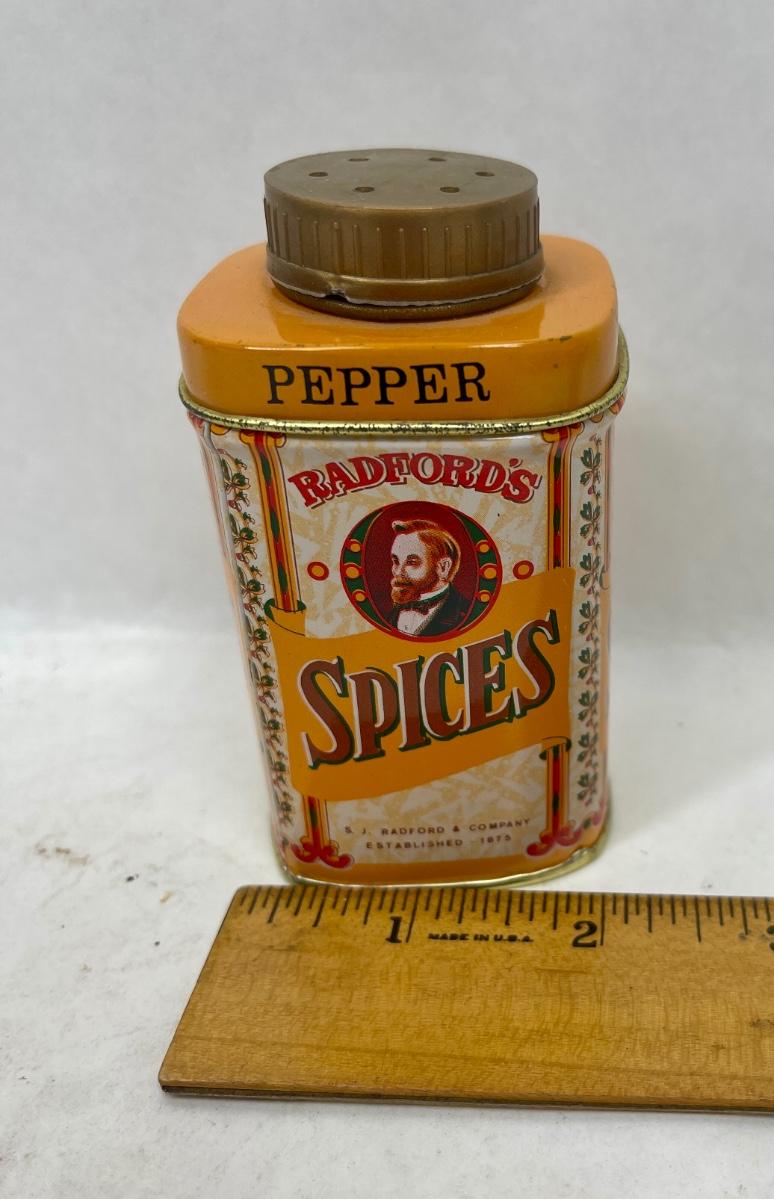 PEPPER
RADFORD'S
SPICES
S. J. RADFORD & COMPANY
ESTABLISHED - 1875
1 MADE IN U.S.A. 2